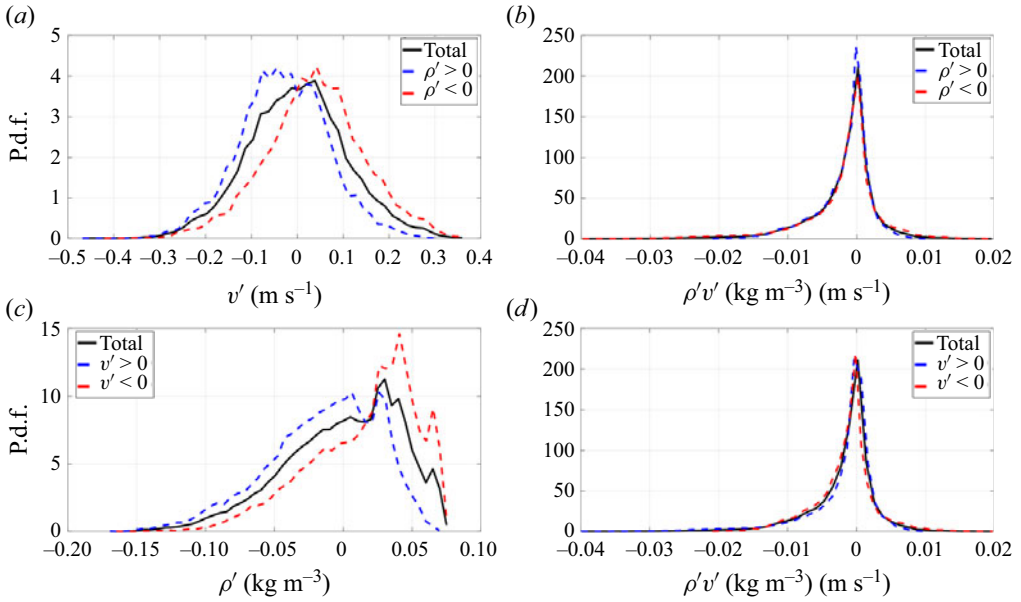 (a)
5
4
3
2
1
0
P.d.f.
Total
ρ′ > 0
ρ′ < 0
–0.5 –0.4 –0.3 –0.2 –0.1 0 0.1 0.2 0.3 0.4
v′ (m s⁻¹)
(b)
250
200
150
100
50
0
Total
ρ′ > 0
ρ′ < 0
–0.04 –0.03 –0.02 –0.01 0 0.01 0.02
ρ′v′ (kg m⁻³) (m s⁻¹)
(c)
15
10
5
0
P.d.f.
Total
v′ > 0
v′ < 0
–0.20 –0.15 –0.10 –0.05 0 0.05 0.10
ρ′ (kg m⁻³)
(d)
250
200
150
100
50
0
Total
v′ > 0
v′ < 0
–0.04 –0.03 –0.02 –0.01 0 0.01 0.02
ρ′v′ (kg m⁻³) (m s⁻¹)